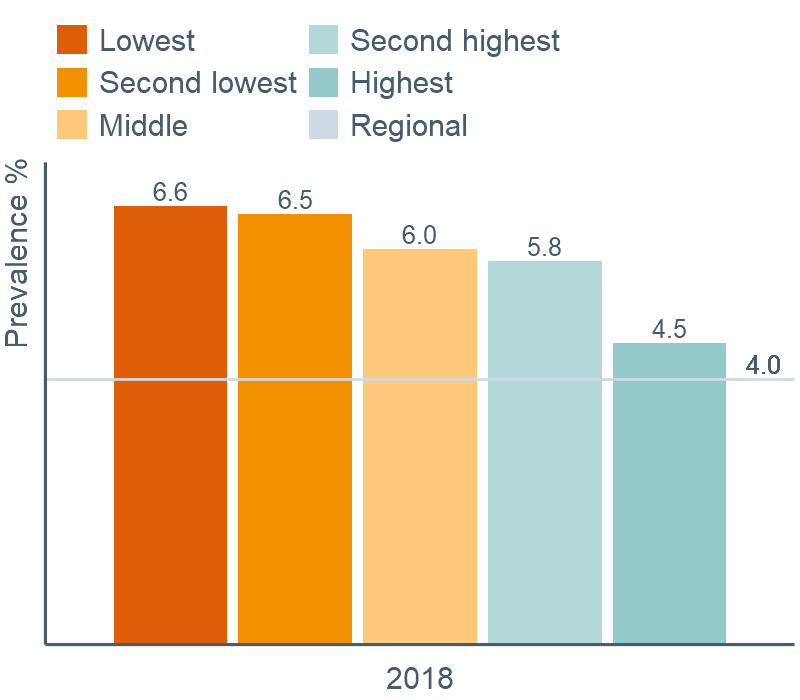 Lowest
Second lowest
Middle
Second highest
Highest
Regional
Prevalence %
6.6
6.5
6.0
5.8
4.5
4.0
2018